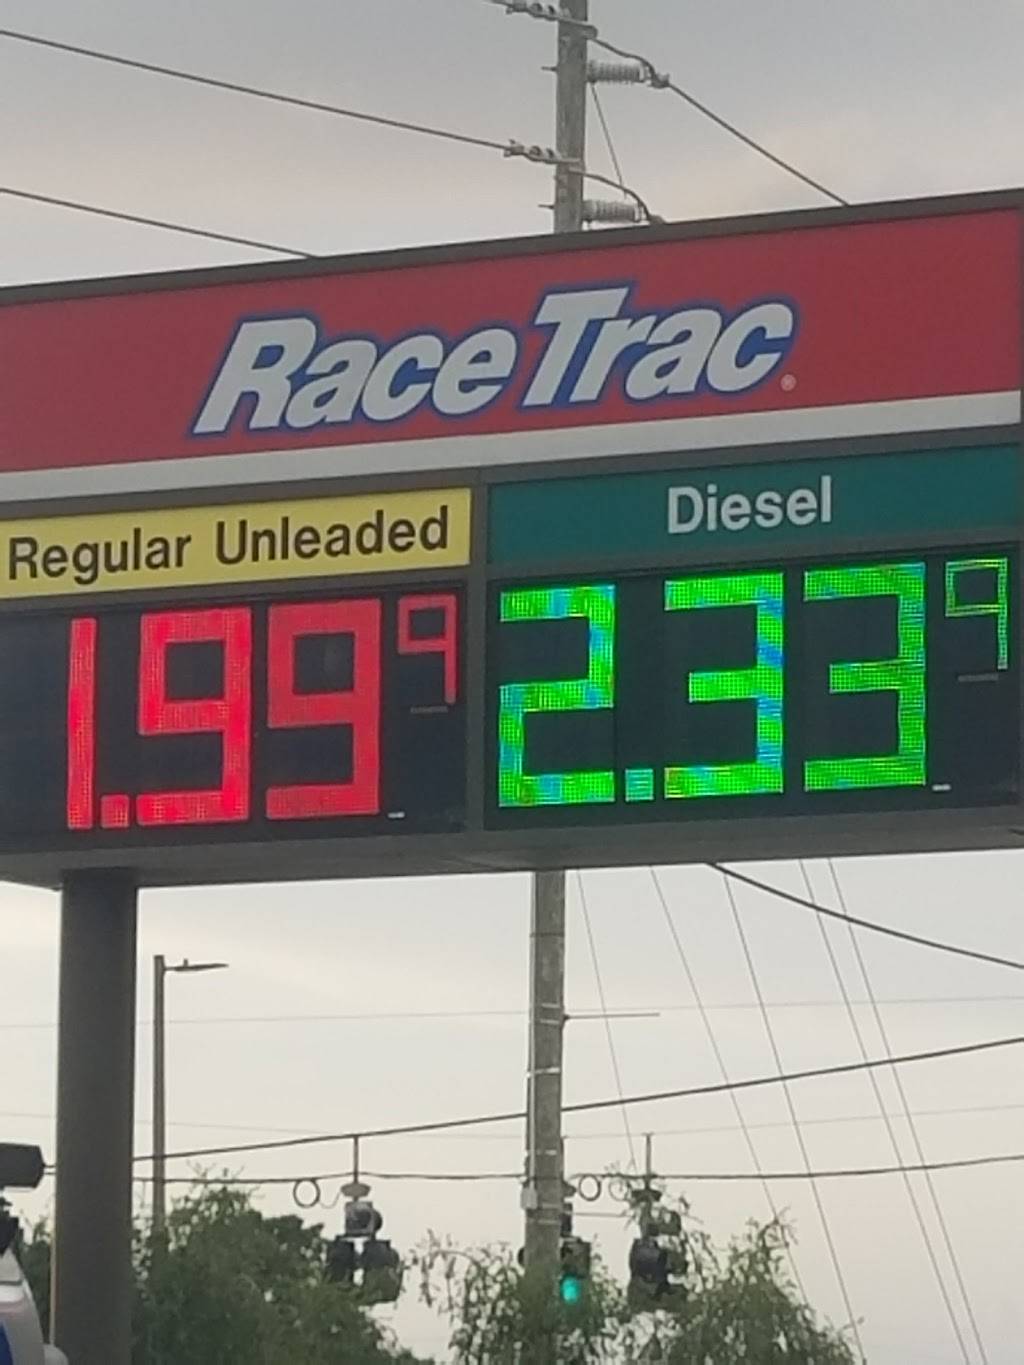 RaceTrac®
Regular Unleaded
Diesel
1.99 9
2.33 9